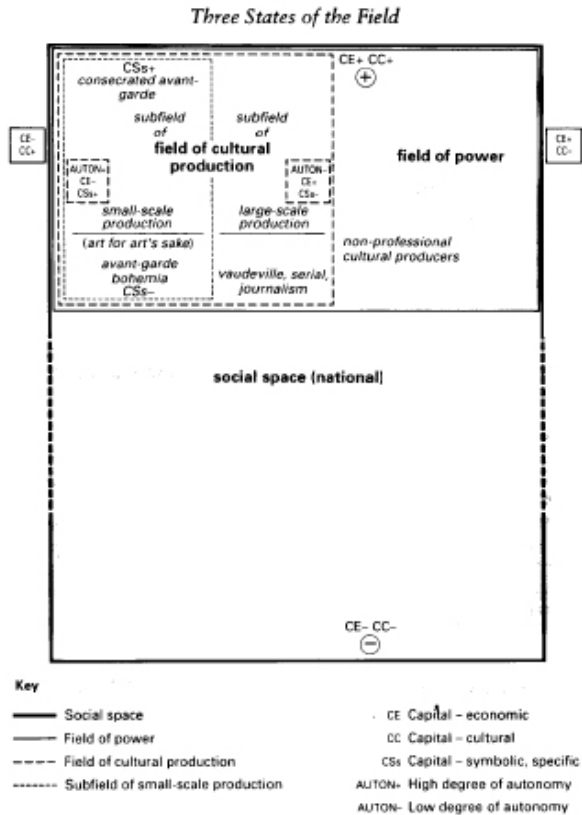 Three States of the Field
CE+ CC+
+
CSs+
consecrated avant-
garde
subfield
of
subfield
of
field of cultural
production
field of power
CE–
CC+
CE+
CC–
AUTON+
CE–
CSs+
AUTON–
CE+
CSs–
small-scale
production
(art for art's sake)
avant-garde
bohemia
CSs–
large-scale
production
vaudeville, serial,
journalism
non-professional
cultural producers
social space (national)
CE– CC–
–
Key
Social space
Field of power
Field of cultural production
Subfield of small-scale production
CE Capital – economic
CC Capital – cultural
CSs Capital – symbolic, specific
AUTON+ High degree of autonomy
AUTON– Low degree of autonomy